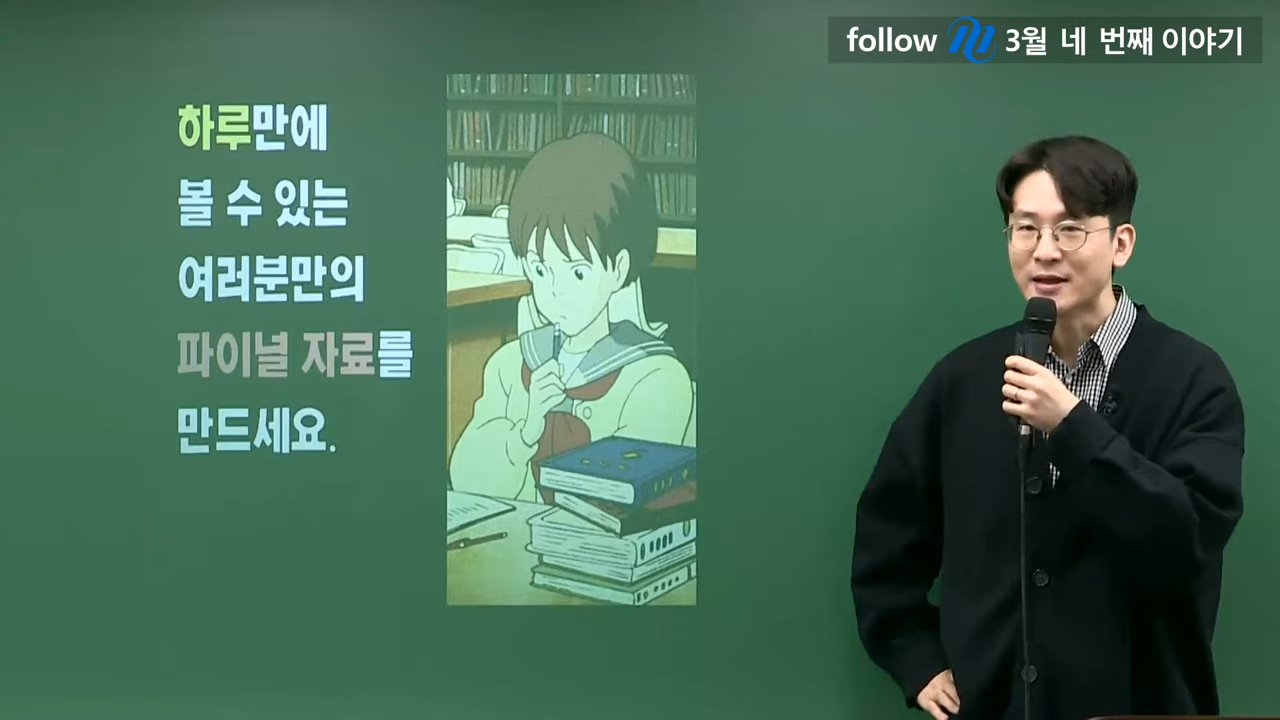 follow 3월 네 번째 이야기
하루만에
볼 수 있는
여러분만의
파이널 자료를
만드세요.